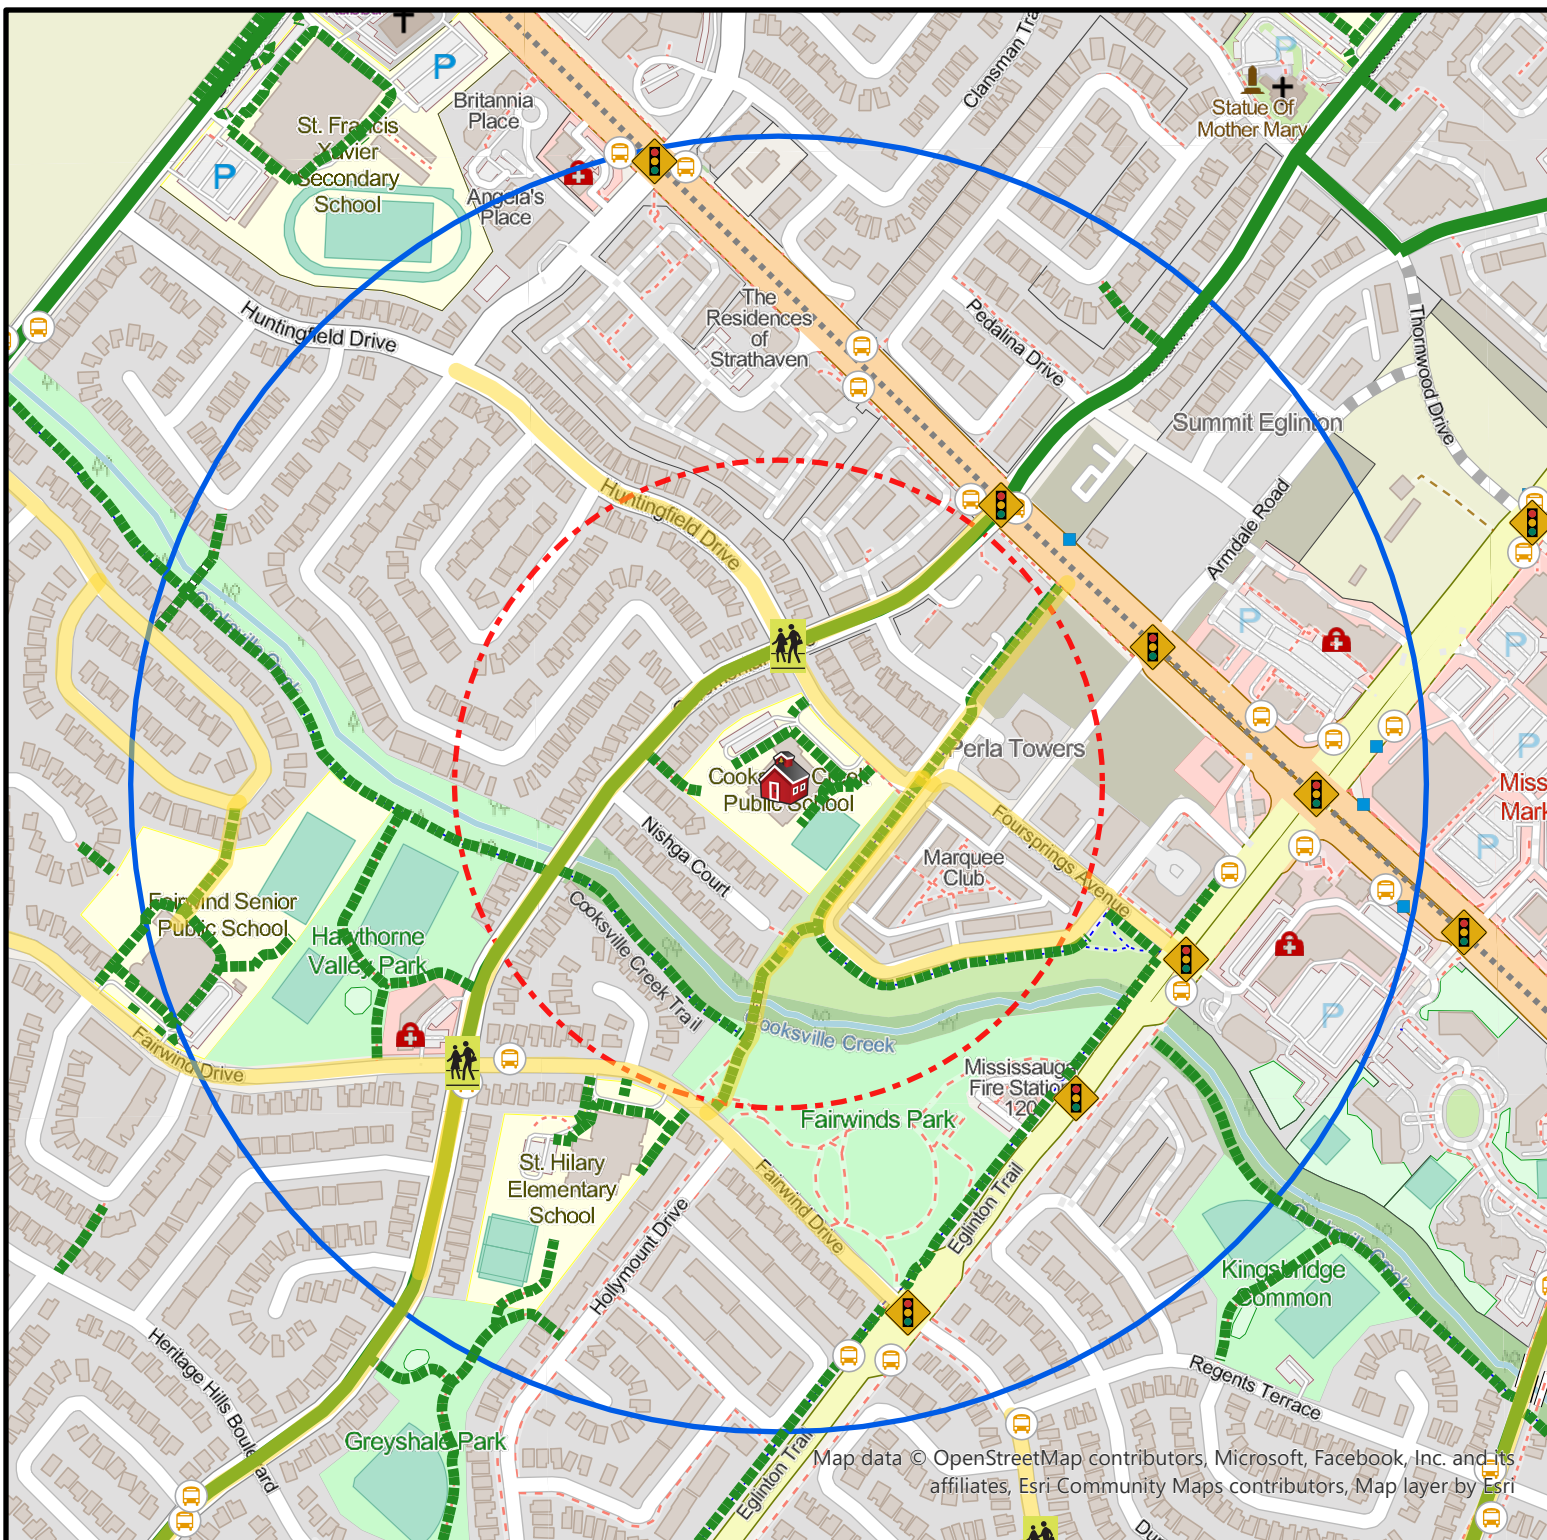 P
Britannia
Place
Clansman
Statue Of
Mother Mary
P
St. Francis
Xavier
Secondary
School
P
Angela's
Place
Huntingfield Drive
The
Residences
of
Strathaven
Pedalina Drive
Thornwood Drive
Summit Eglinton
Huntingfield Drive
Armdale Road
P
P
Perla Towers
P
Cooksville Creek
Public School
Nishga Court
Foursprings Avenue
Marquee
Club
P
Fairwind Senior
Public School
Hawthorne
Valley Park
Cooksville Creek Trail
Cooksville Creek
P
Fairwind Drive
Mississauga
Fire Station
120
Fairwinds Park
St. Hilary
Elementary
School
Fairwind Drive
Eglinton Trail
Hollymount Drive
Kingsbridge
Common
Heritage Hills Boulevard
Regents Terrace
Greyshale Park
Eglinton Trail
Map data © OpenStreetMap contributors, Microsoft, Facebook, Inc. and its
affiliates, Esri Community Maps contributors, Map layer by Esri